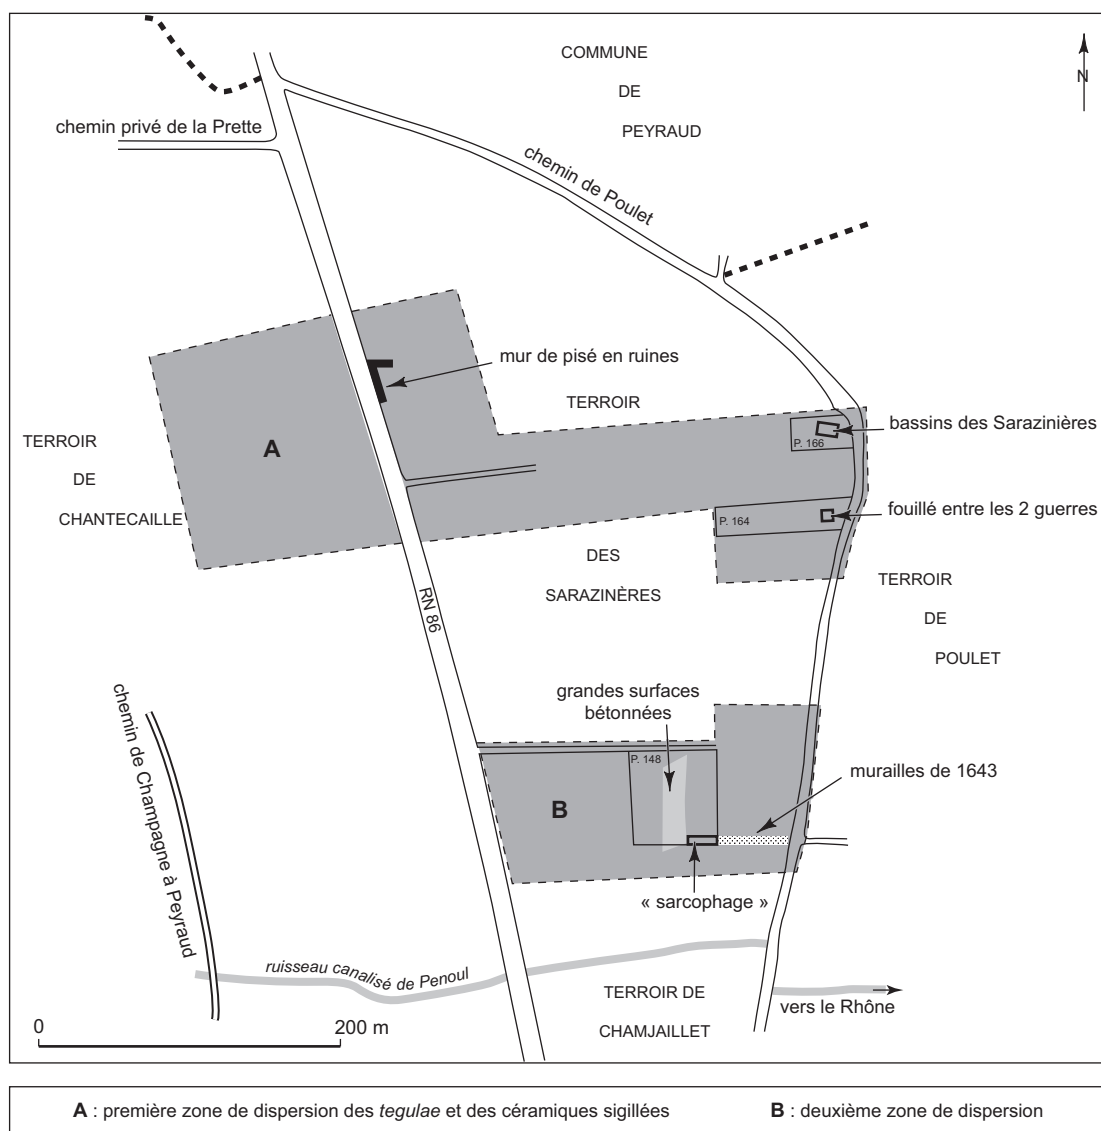 COMMUNE
DE
PEYRAUD
N
chemin privé de la Prette
chemin de Poulet
mur de pisé en ruines
TERROIR
bassins des Sarazinières
P. 166
A
TERROIR
DE
CHANTECAILLE
fouillé entre les 2 guerres
P. 164
DES
SARAZINÈRES
TERROIR
DE
POULET
RN 86
grandes surfaces
bétonnées
chemin de Champagne à Peyraud
P. 148
murailles de 1643
B
« sarcophage »
ruisseau canalisé de Penoul
TERROIR DE
CHAMJAILLET
vers le Rhône
0 200 m
A : première zone de dispersion des tegulae et des céramiques sigillées B : deuxième zone de dispersion